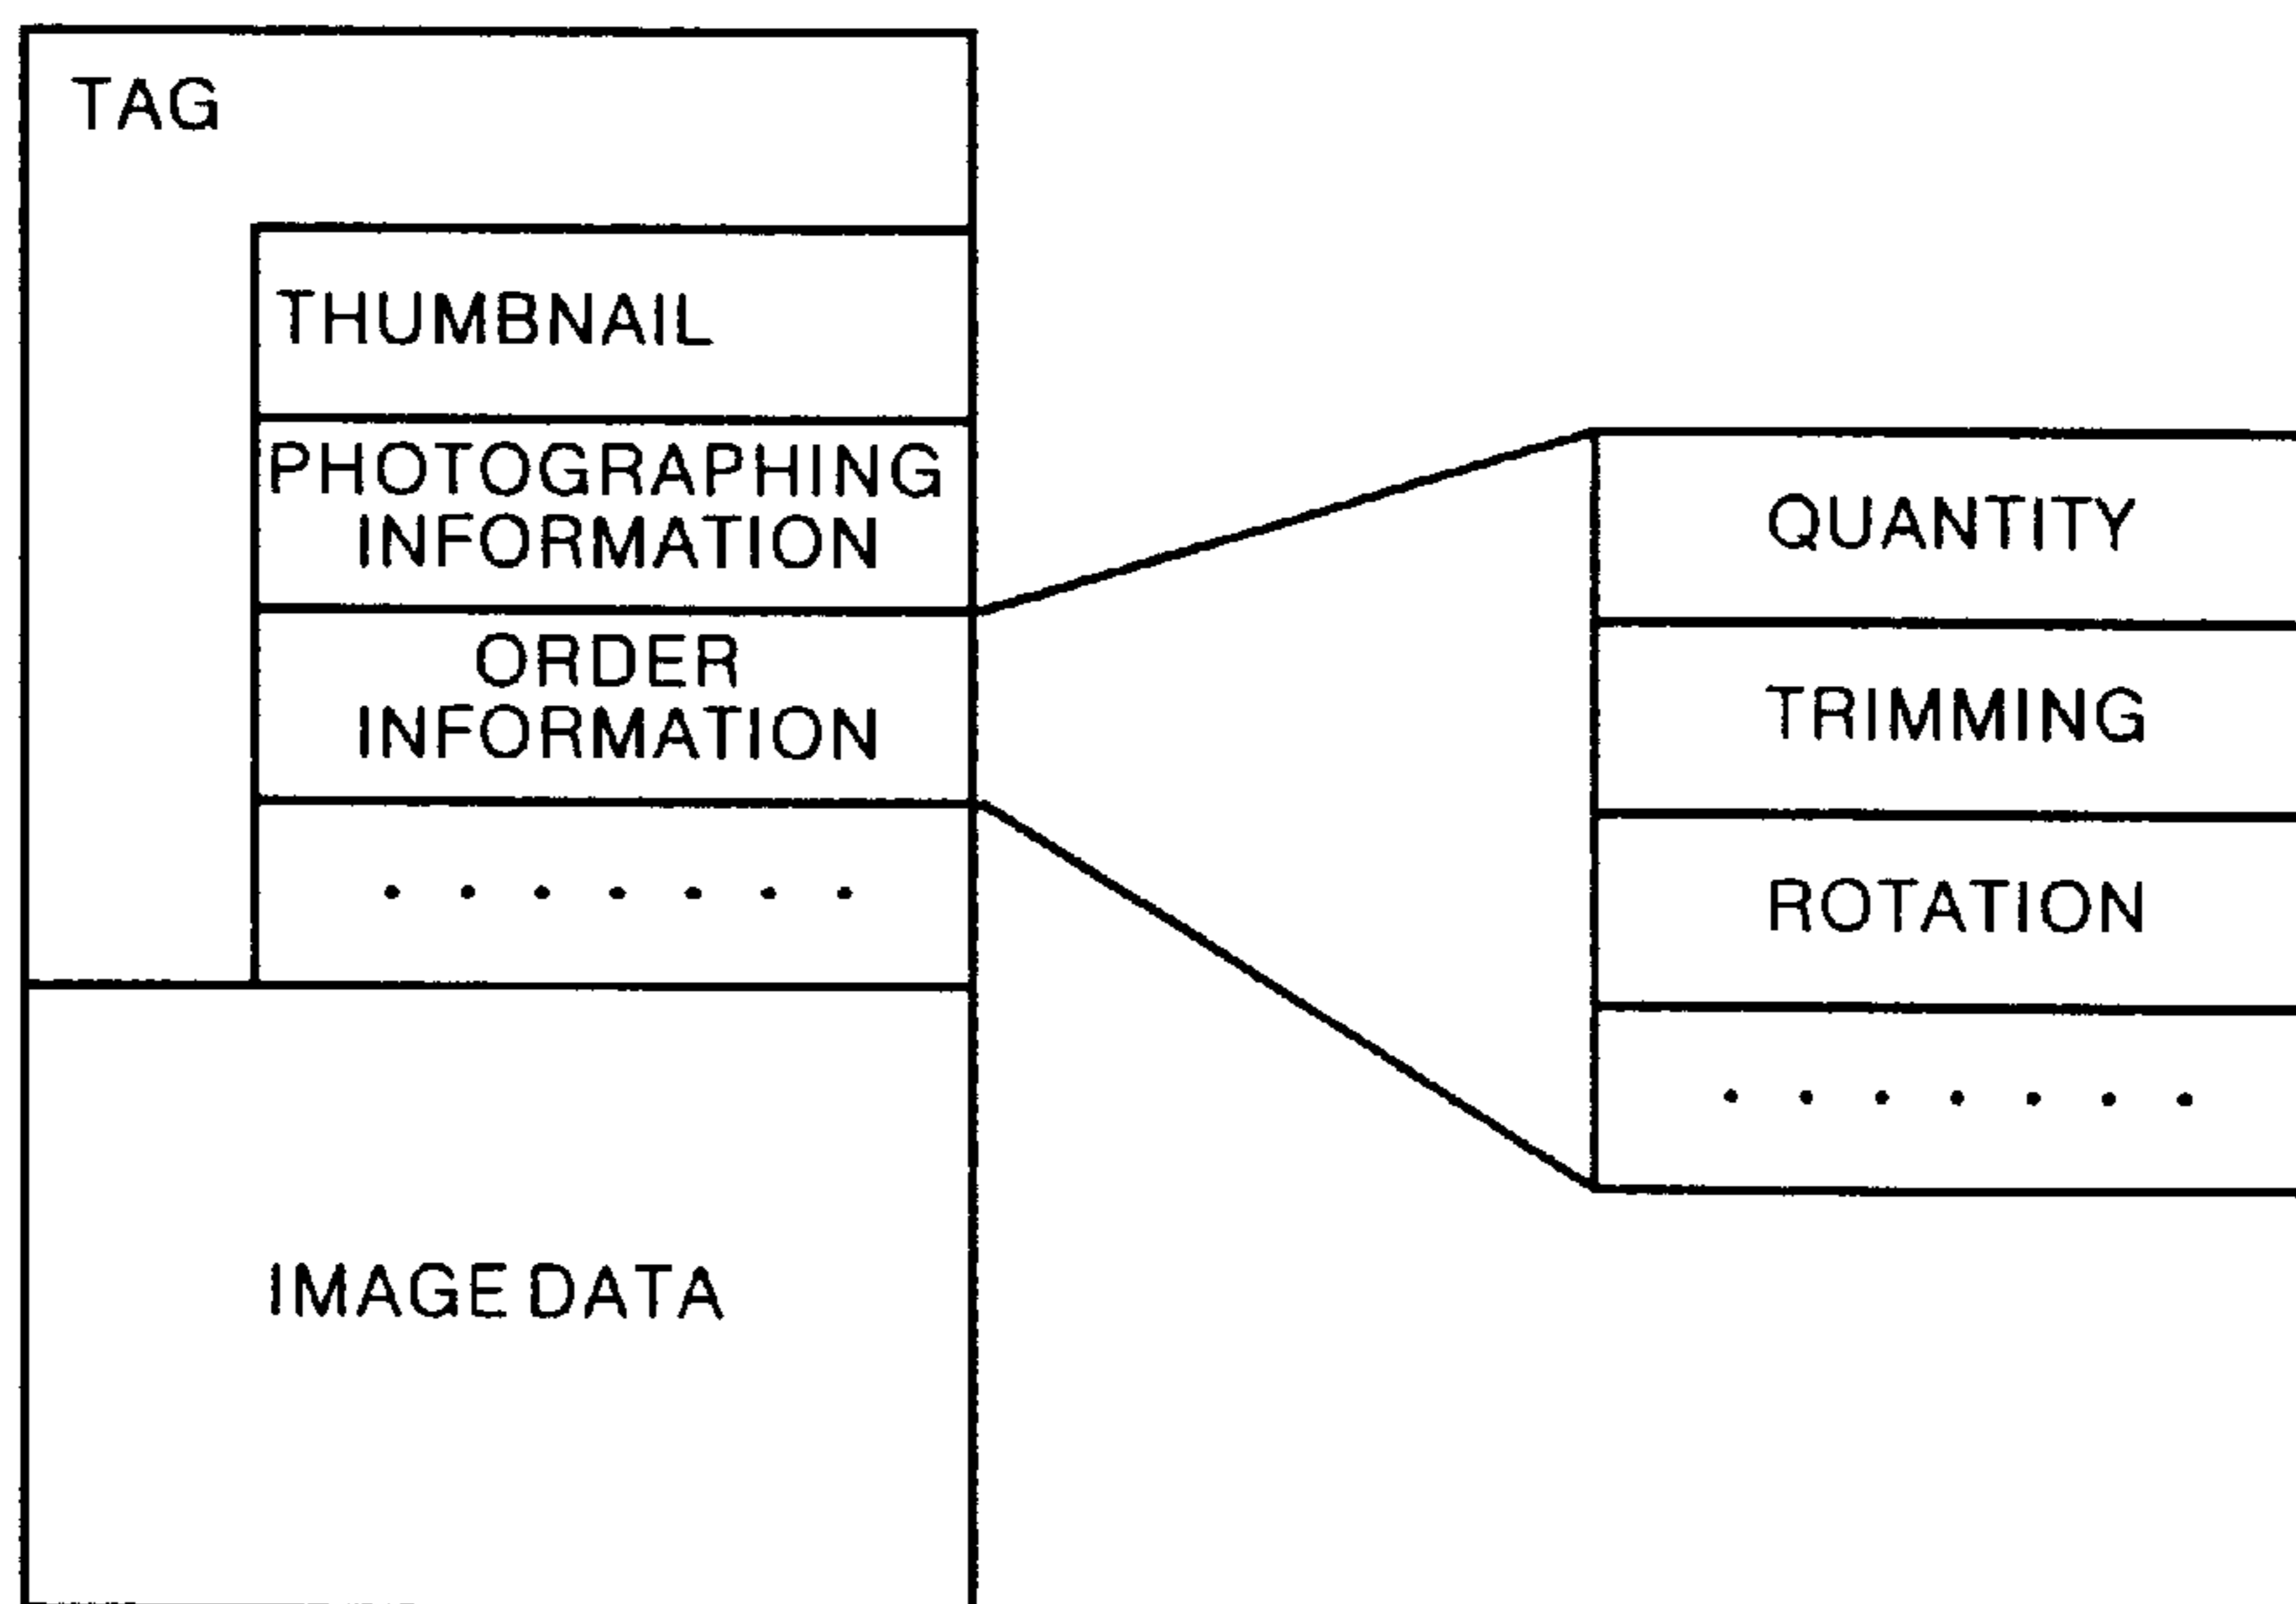 TAG
THUMBNAIL
PHOTOGRAPHING
INFORMATION
ORDER
INFORMATION
. . . . . . .
IMAGE DATA
QUANTITY
TRIMMING
ROTATION
. . . . . . .